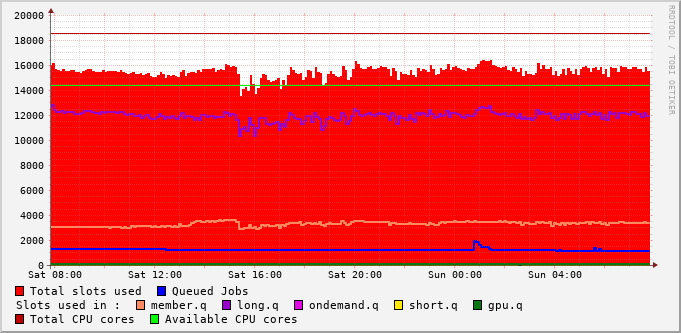 20000
18000
16000
14000
12000
10000
8000
6000
4000
2000
0
Sat 08:00 Sat 12:00 Sat 16:00 Sat 20:00 Sun 00:00 Sun 04:00
Total slots used Queued Jobs
Slots used in : member.q long.q ondemand.q short.q gpu.q
Total CPU cores Available CPU cores
RRDTOOL / TOBI OETIKER